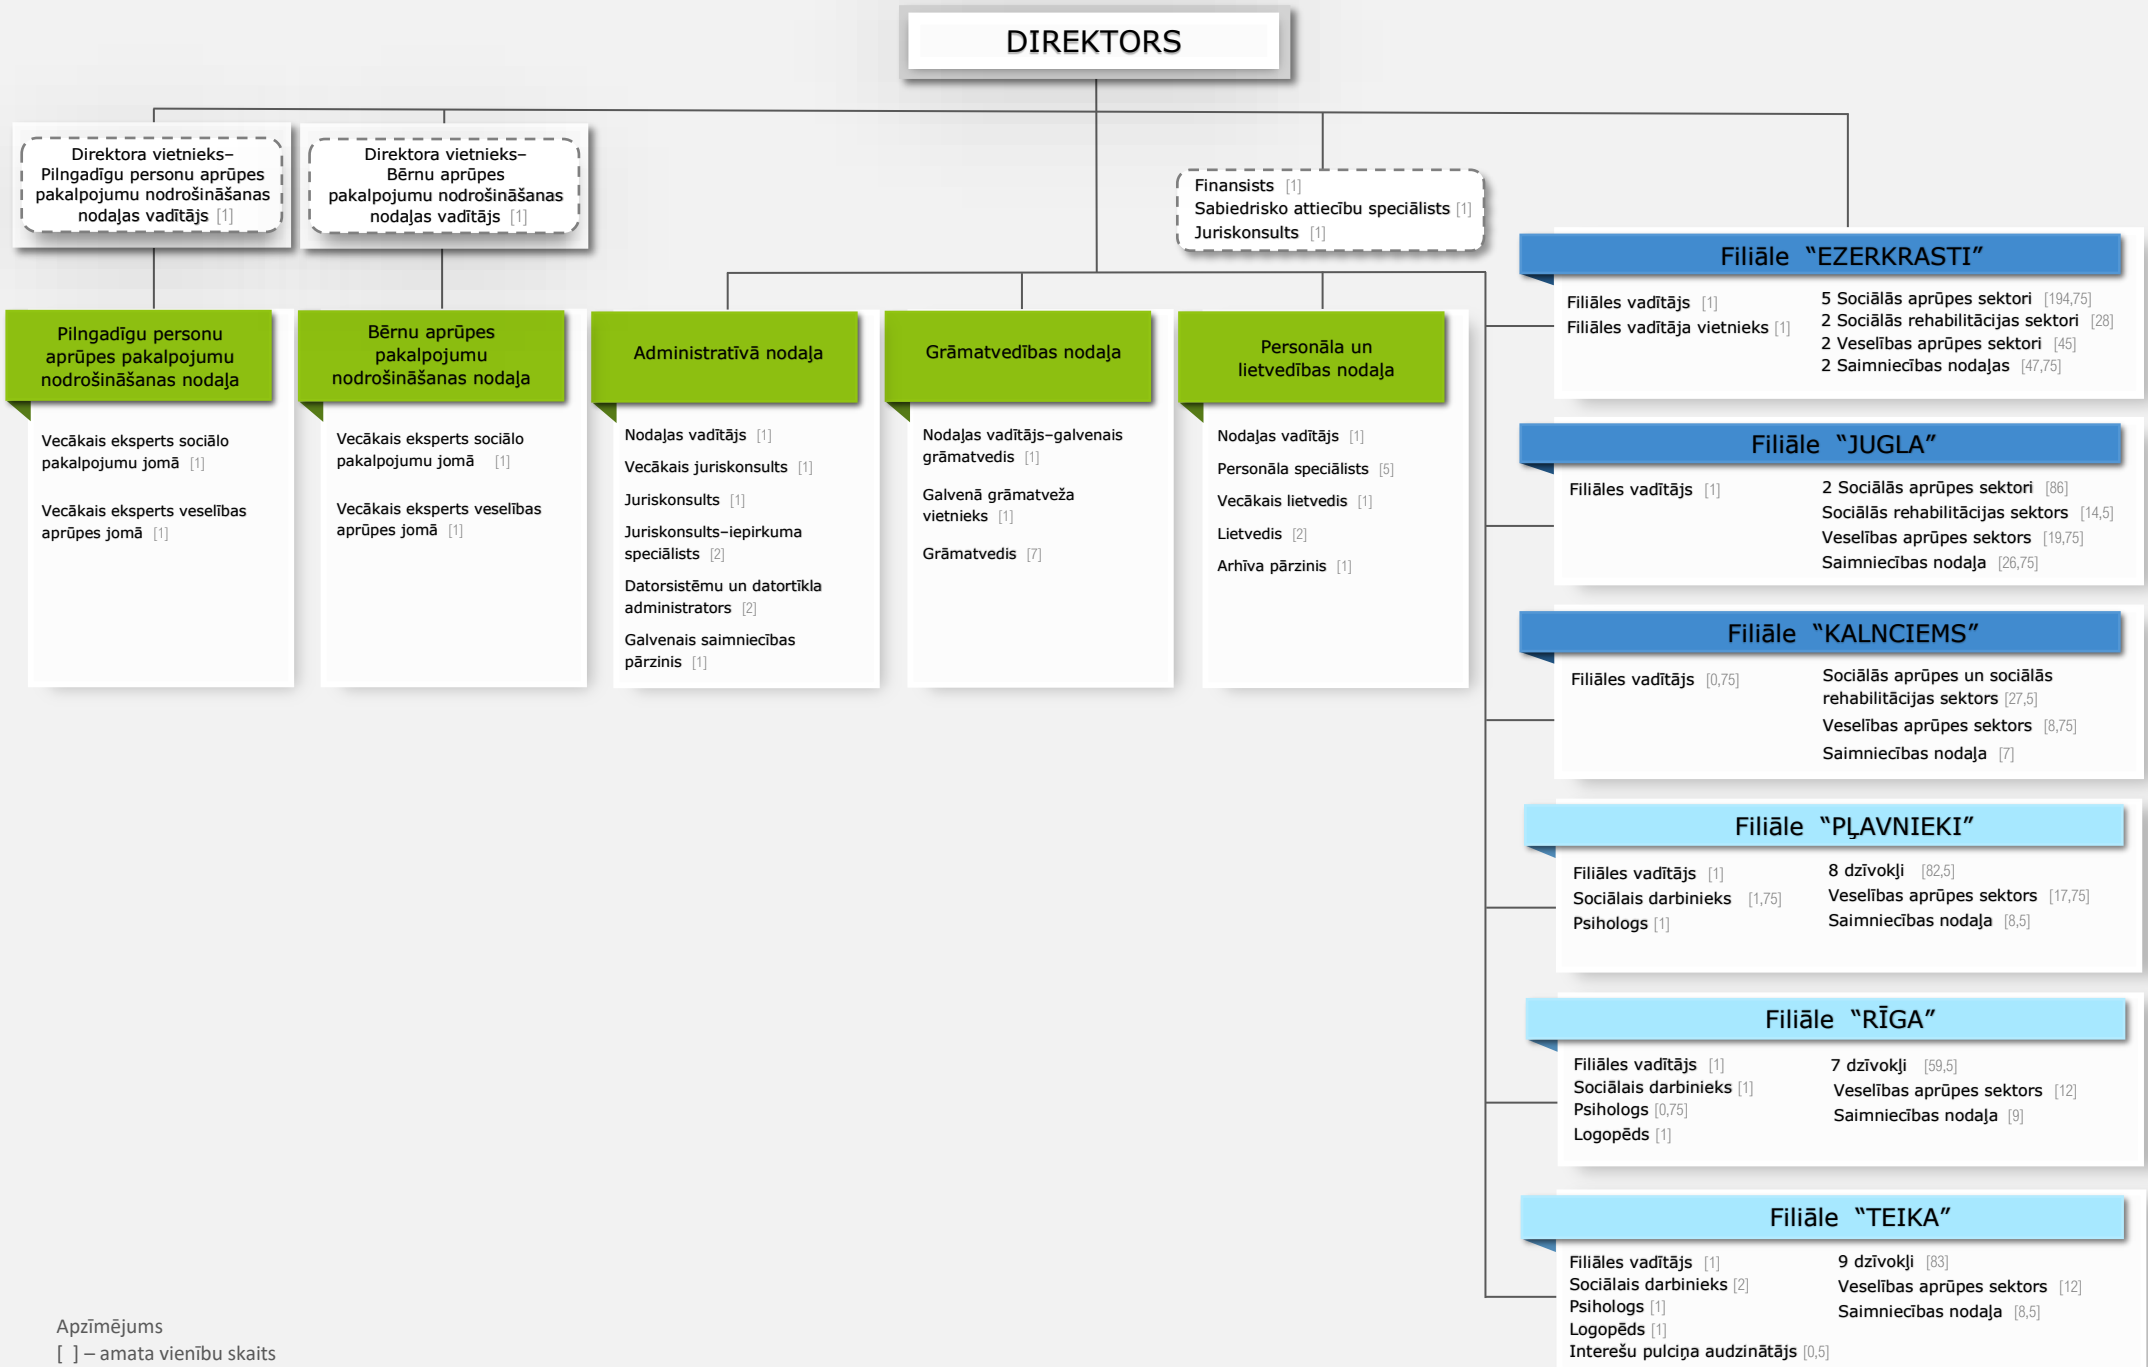 DIREKTORS
Direktora vietnieks–
Pilngadīgu personu aprūpes
pakalpojumu nodrošināšanas
nodaļas vadītājs [1]
Direktora vietnieks–
Bērnu aprūpes
pakalpojumu nodrošināšanas
nodaļas vadītājs [1]
Finansists [1]
Sabiedrisko attiecību speciālists [1]
Juriskonsults [1]
Pilngadīgu personu
aprūpes pakalpojumu
nodrošināšanas nodaļa
Vecākais eksperts sociālo
pakalpojumu jomā [1]
Vecākais eksperts veselības
aprūpes jomā [1]
Bērnu aprūpes
pakalpojumu
nodrošināšanas nodaļa
Vecākais eksperts sociālo
pakalpojumu jomā [1]
Vecākais eksperts veselības
aprūpes jomā [1]
Administratīvā nodaļa
Nodaļas vadītājs [1]
Vecākais juriskonsults [1]
Juriskonsults [1]
Juriskonsults–iepirkuma
speciālists [2]
Datorsistēmu un datortīkla
administrators [2]
Galvenais saimniecības
pārzinis [1]
Grāmatvedības nodaļa
Nodaļas vadītājs–galvenais
grāmatvedis [1]
Galvenā grāmatveža
vietnieks [1]
Grāmatvedis [7]
Personāla un
lietvedības nodaļa
Nodaļas vadītājs [1]
Personāla speciālists [5]
Vecākais lietvedis [1]
Lietvedis [2]
Arhīva pārzinis [1]
Filiāle “EZERKRASTI”
Filiāles vadītājs [1]
Filiāles vadītāja vietnieks [1]
5 Sociālās aprūpes sektori [194,75]
2 Sociālās rehabilitācijas sektori [28]
2 Veselības aprūpes sektori [45]
2 Saimniecības nodaļas [47,75]
Filiāle “JUGLA”
Filiāles vadītājs [1]
2 Sociālās aprūpes sektori [86]
Sociālās rehabilitācijas sektors [14,5]
Veselības aprūpes sektors [19,75]
Saimniecības nodaļa [26,75]
Filiāle “KALNCIEMS”
Filiāles vadītājs [0,75]
Sociālās aprūpes un sociālās
rehabilitācijas sektors [27,5]
Veselības aprūpes sektors [8,75]
Saimniecības nodaļa [7]
Filiāle “PĻAVNIEKI”
Filiāles vadītājs [1]
Sociālais darbinieks [1,75]
Psihologs [1]
8 dzīvokļi [82,5]
Veselības aprūpes sektors [17,75]
Saimniecības nodaļa [8,5]
Filiāle “RĪGA”
Filiāles vadītājs [1]
Sociālais darbinieks [1]
Psihologs [0,75]
Logopēds [1]
7 dzīvokļi [59,5]
Veselības aprūpes sektors [12]
Saimniecības nodaļa [9]
Filiāle “TEIKA”
Filiāles vadītājs [1]
Sociālais darbinieks [2]
Psihologs [1]
Logopēds [1]
Interešu pulciņa audzinātājs [0,5]
9 dzīvokļi [83]
Veselības aprūpes sektors [12]
Saimniecības nodaļa [8,5]
Apzīmējums
[ ] – amata vienību skaits